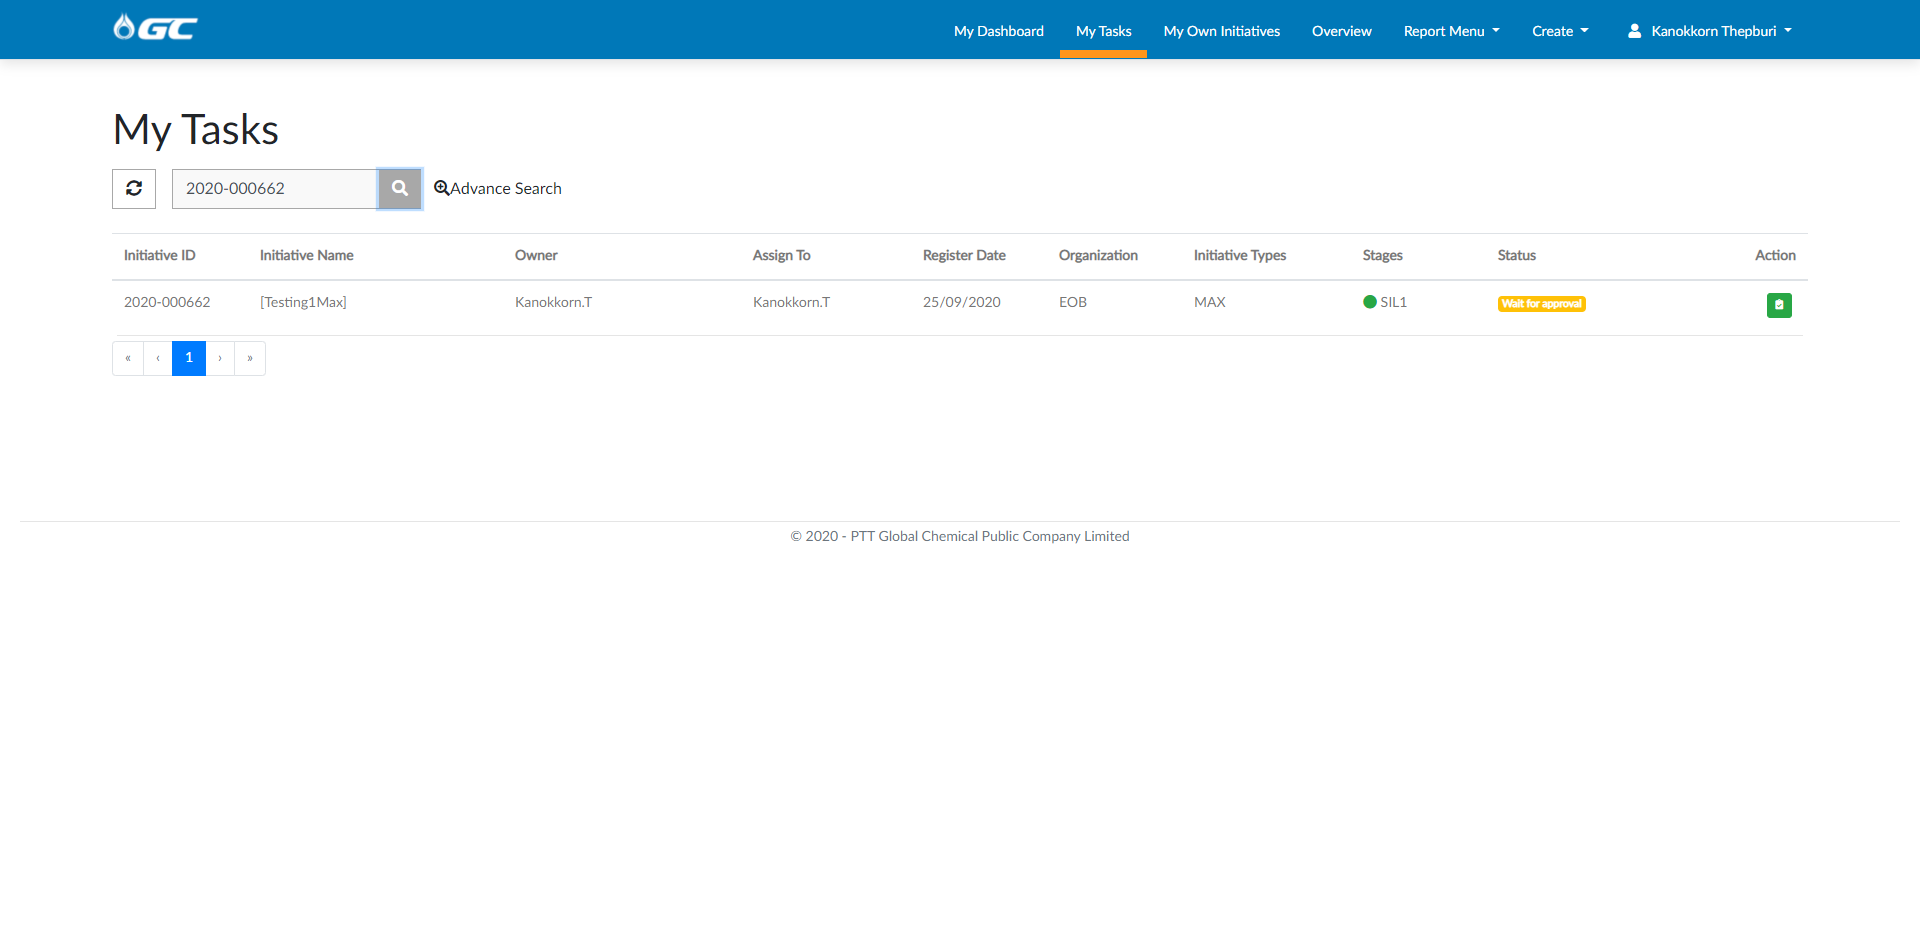 GC My Dashboard My Tasks My Own Initiatives Overview Report Menu Create Kanokkorn Thepburi
My Tasks
2020-000662 Advance Search
Initiative ID Initiative Name Owner Assign To Register Date Organization Initiative Types Stages Status Action
2020-000662 [Testing1Max] Kanokkorn.T Kanokkorn.T 25/09/2020 EOB MAX SIL1 Wait for approval
« ‹ 1 › »
© 2020 - PTT Global Chemical Public Company Limited